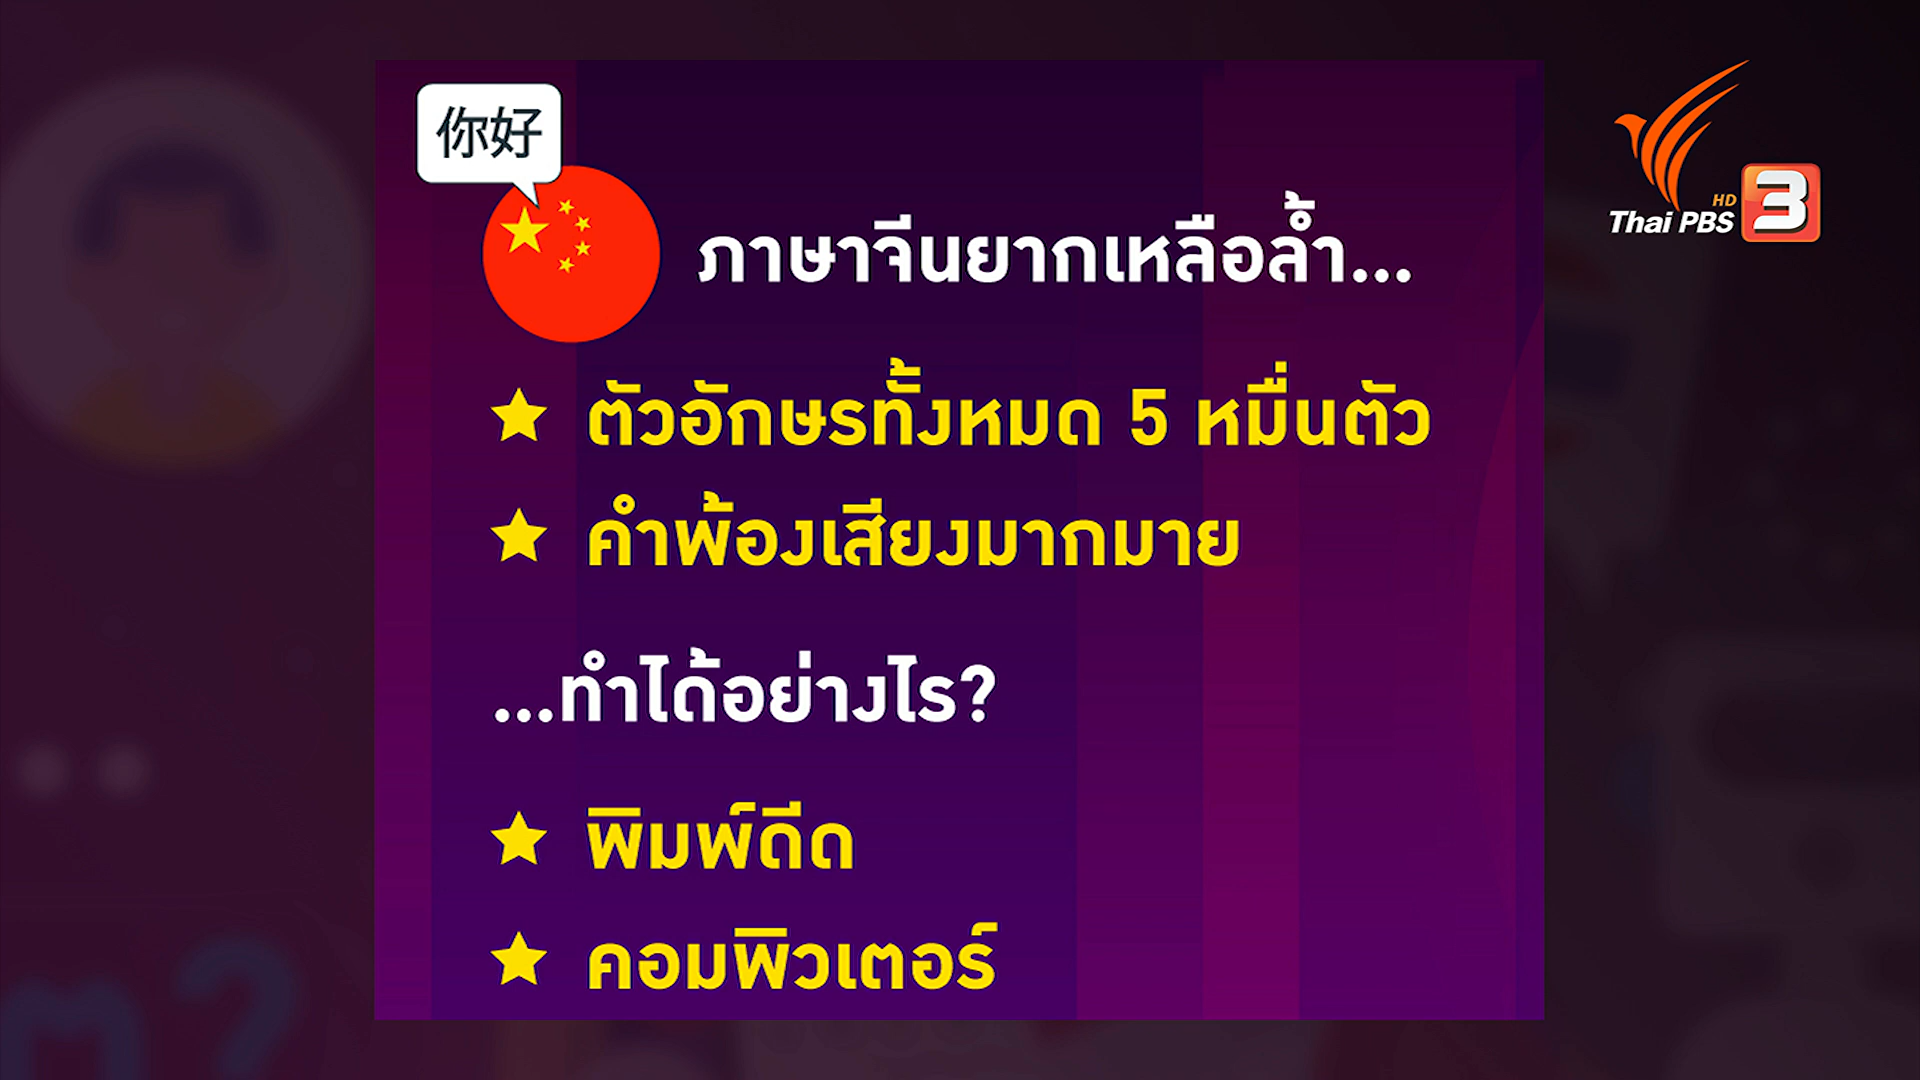 你好
HD
Thai PBS 3
ภาษาจีนยากเหลือล้ำ...
ตัวอักษรทั้งหมด 5 หมื่นตัว
คำพ้องเสียงมากมาย
...ทำได้อย่างไร?
พิมพ์ดีด
คอมพิวเตอร์